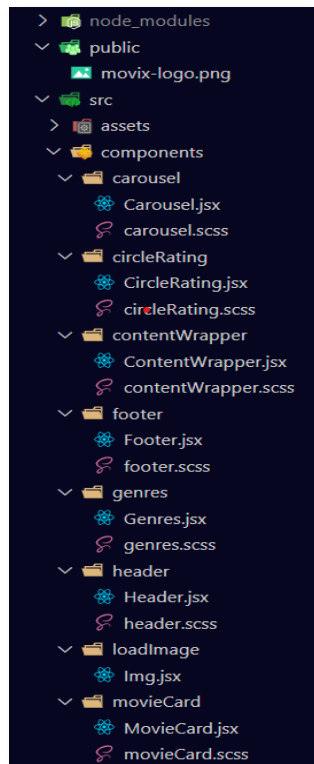 node_modules
public
movix-logo.png
src
assets
components
carousel
Carousel.jsx
carousel.scss
circleRating
CircleRating.jsx
circleRating.scss
contentWrapper
ContentWrapper.jsx
contentWrapper.scss
footer
Footer.jsx
footer.scss
genres
Genres.jsx
genres.scss
header
Header.jsx
header.scss
loadImage
Img.jsx
movieCard
MovieCard.jsx
movieCard.scss